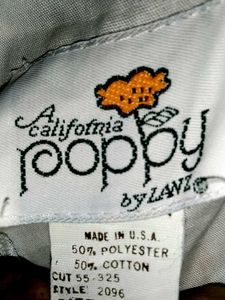 A
california
poppy
by LANZ ®
MADE IN U.S.A.
50% POLYESTER
50% COTTON
CUT 55-325
STYLE: 2096